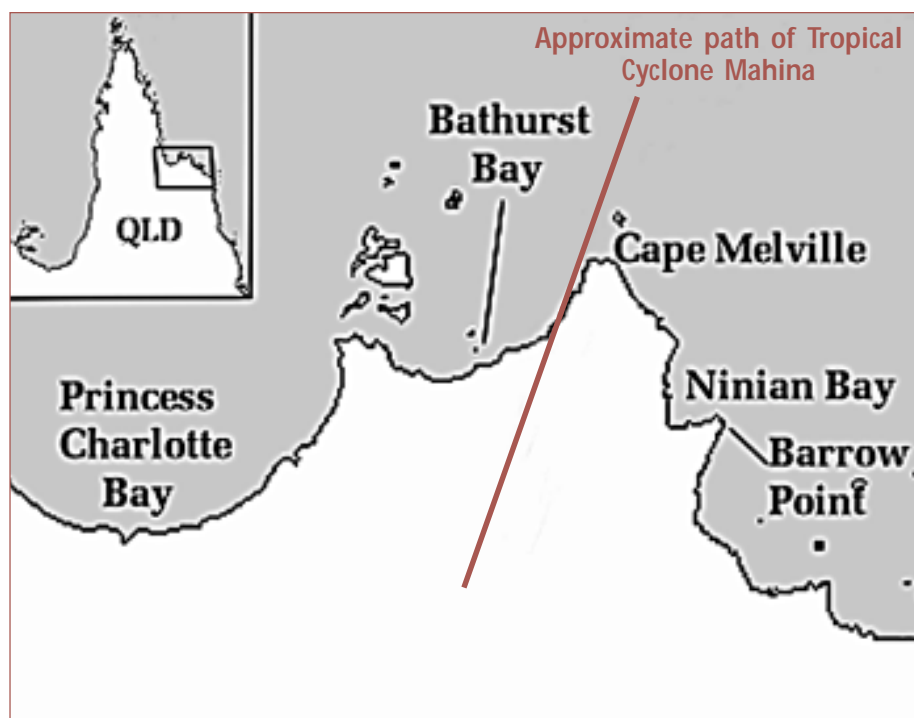 Approximate path of Tropical
Cyclone Mahina
Bathurst
Bay
QLD
Cape Melville
Princess
Charlotte
Bay
Ninian Bay
Barrow
Point